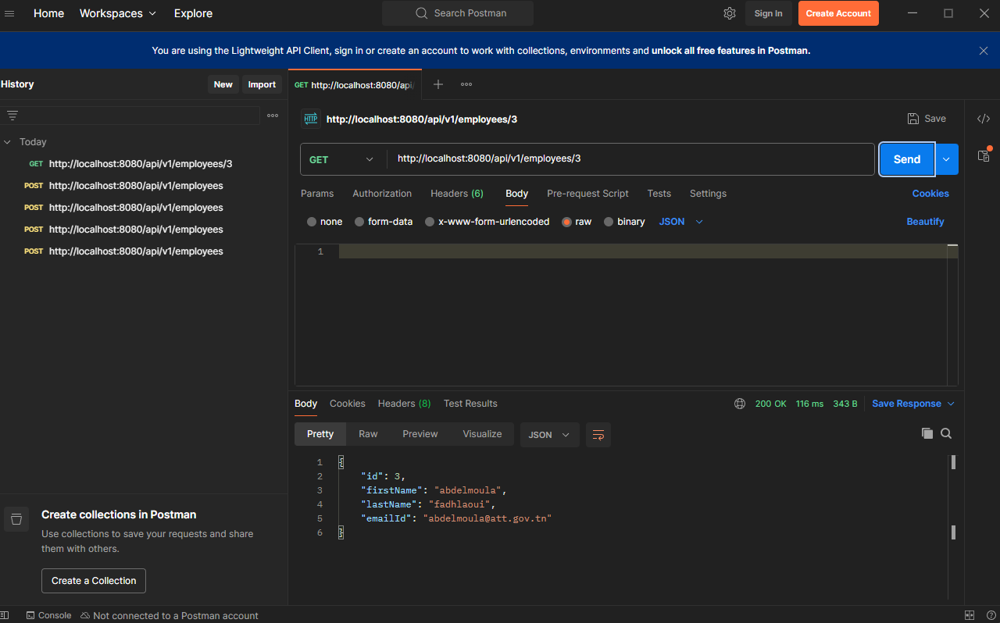 Home Workspaces Explore Search Postman Sign In Create Account
You are using the Lightweight API Client, sign in or create an account to work with collections, environments and unlock all free features in Postman.
History New Import
GET http://localhost:8080/api/
http://localhost:8080/api/v1/employees/3 Save
Today
GET http://localhost:8080/api/v1/employees/3
POST http://localhost:8080/api/v1/employees
POST http://localhost:8080/api/v1/employees
POST http://localhost:8080/api/v1/employees
POST http://localhost:8080/api/v1/employees
HTTP
GET http://localhost:8080/api/v1/employees/3 Send
Params Authorization Headers (6) Body Pre-request Script Tests Settings Cookies
none form-data x-www-form-urlencoded raw binary JSON Beautify
1
Body Cookies Headers (8) Test Results 200 OK 116 ms 343 B Save Response
Pretty Raw Preview Visualize JSON
1 {
2 "id": 3,
3 "firstName": "abdelmoula",
4 "lastName": "fadhlaoui",
5 "emailId": "abdelmoula@att.gov.tn"
6 }
Create collections in Postman
Use collections to save your requests and share
them with others.
Create a Collection
Console Not connected to a Postman account